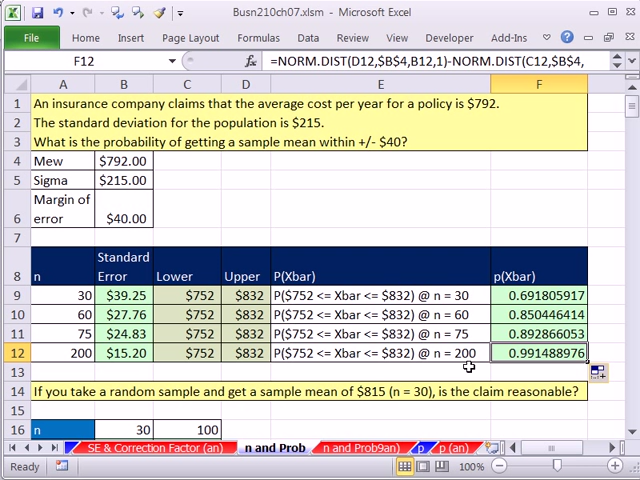 Busn210ch07.xlsm - Microsoft Excel
File Home Insert Page Layout Formulas Data Review View Developer Add-Ins
F12 fx =NORM.DIST(D12,$B$4,B12,1)-NORM.DIST(C12,$B$4,
A B C D E F
1 An insurance company claims that the average cost per year for a policy is $792.
2 The standard deviation for the population is $215.
3 What is the probability of getting a sample mean within +/- $40?
4 Mew $792.00
5 Sigma $215.00
6 Margin of error $40.00
7
8 n Standard Error Lower Upper P(Xbar) p(Xbar)
9 30 $39.25 $752 $832 P($752 <= Xbar <= $832) @ n = 30 0.691805917
10 60 $27.76 $752 $832 P($752 <= Xbar <= $832) @ n = 60 0.850446414
11 75 $24.83 $752 $832 P($752 <= Xbar <= $832) @ n = 75 0.892866053
12 200 $15.20 $752 $832 P($752 <= Xbar <= $832) @ n = 200 0.991488976
13
14 If you take a random sample and get a sample mean of $815 (n = 30), is the claim reasonable?
15
16 n 30 100
SE & Correction Factor (an) n and Prob n and Prob9an) p p (an)
Ready 100%